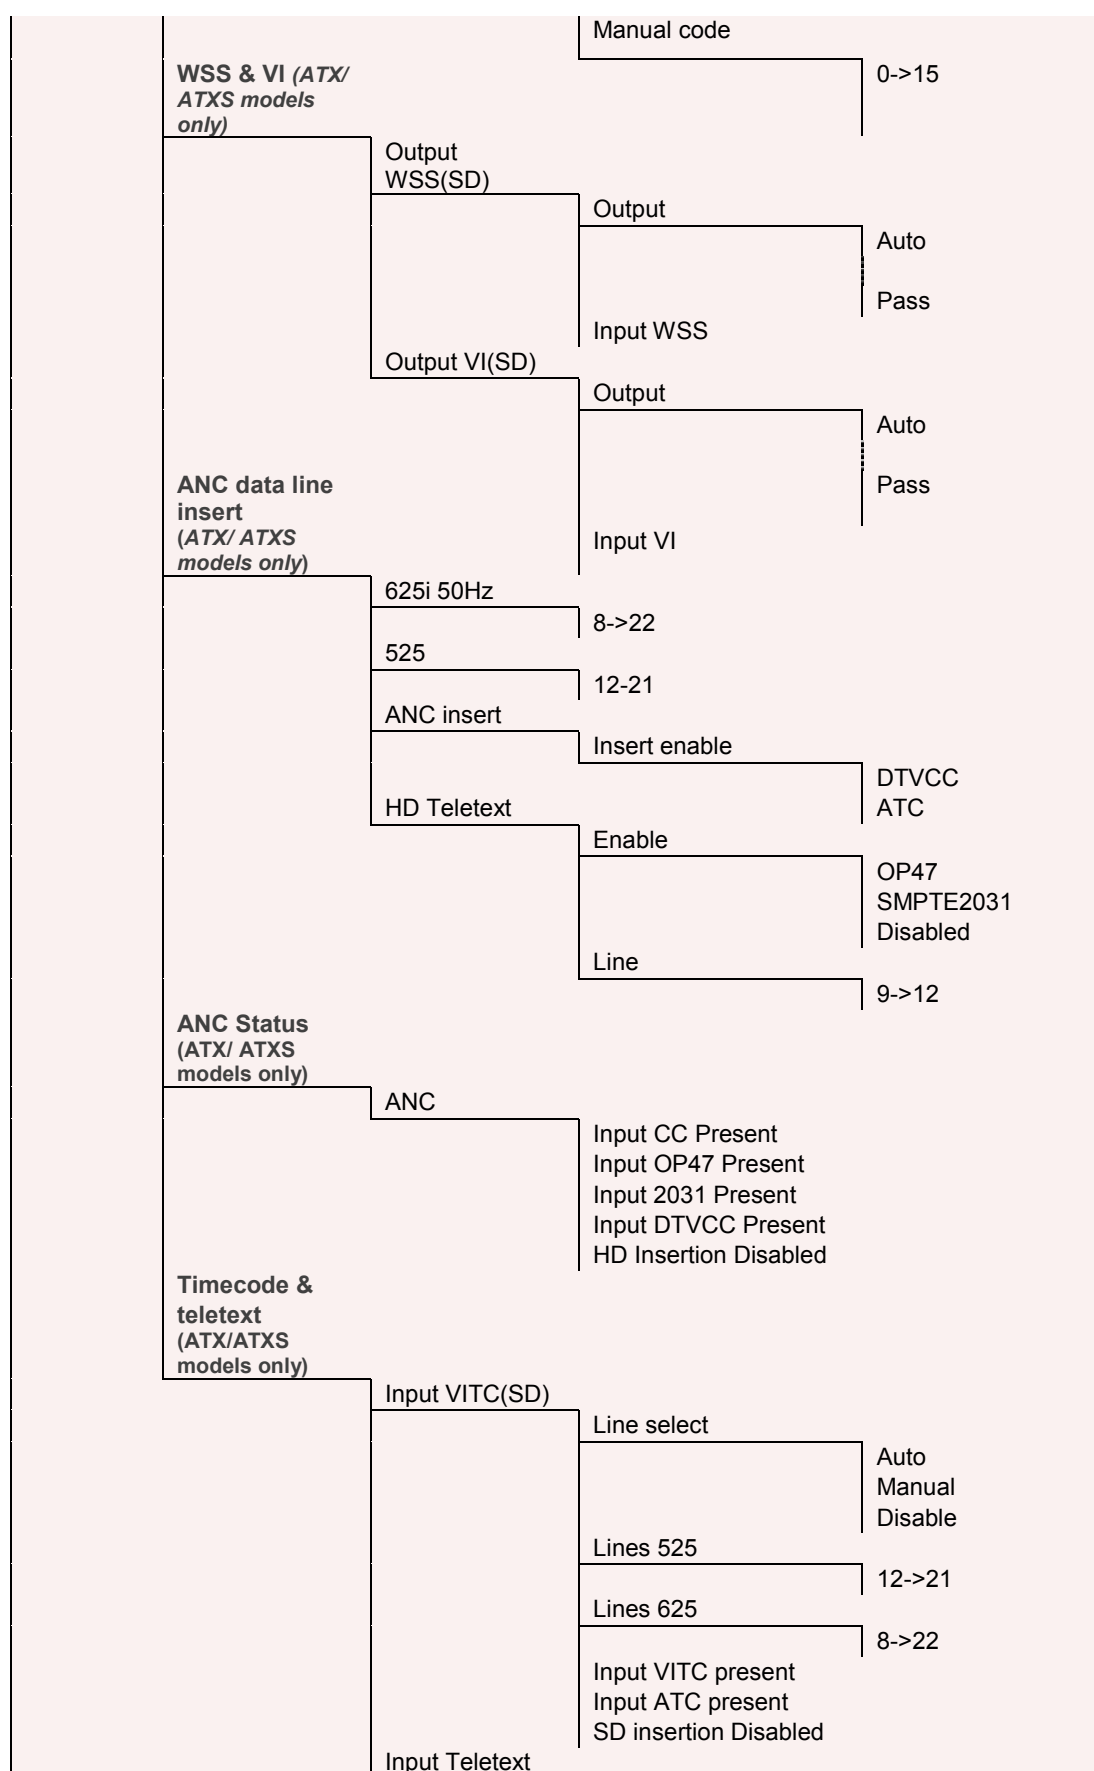 Manual code
WSS & VI (ATX/
ATXS models
only)
0->15
Output
WSS(SD)
Output
Auto
Pass
Input WSS
Output VI(SD)
Output
Auto
ANC data line
insert
(ATX/ ATXS
models only)
Pass
Input VI
625i 50Hz
8->22
525
12-21
ANC insert
Insert enable
DTVCC
ATC
HD Teletext
Enable
OP47
SMPTE2031
Disabled
Line
9->12
ANC Status
(ATX/ ATXS
models only)
ANC
Input CC Present
Input OP47 Present
Input 2031 Present
Input DTVCC Present
HD Insertion Disabled
Timecode &
teletext
(ATX/ATXS
models only)
Input VITC(SD)
Line select
Auto
Manual
Disable
Lines 525
12->21
Lines 625
8->22
Input VITC present
Input ATC present
SD insertion Disabled
Input Teletext